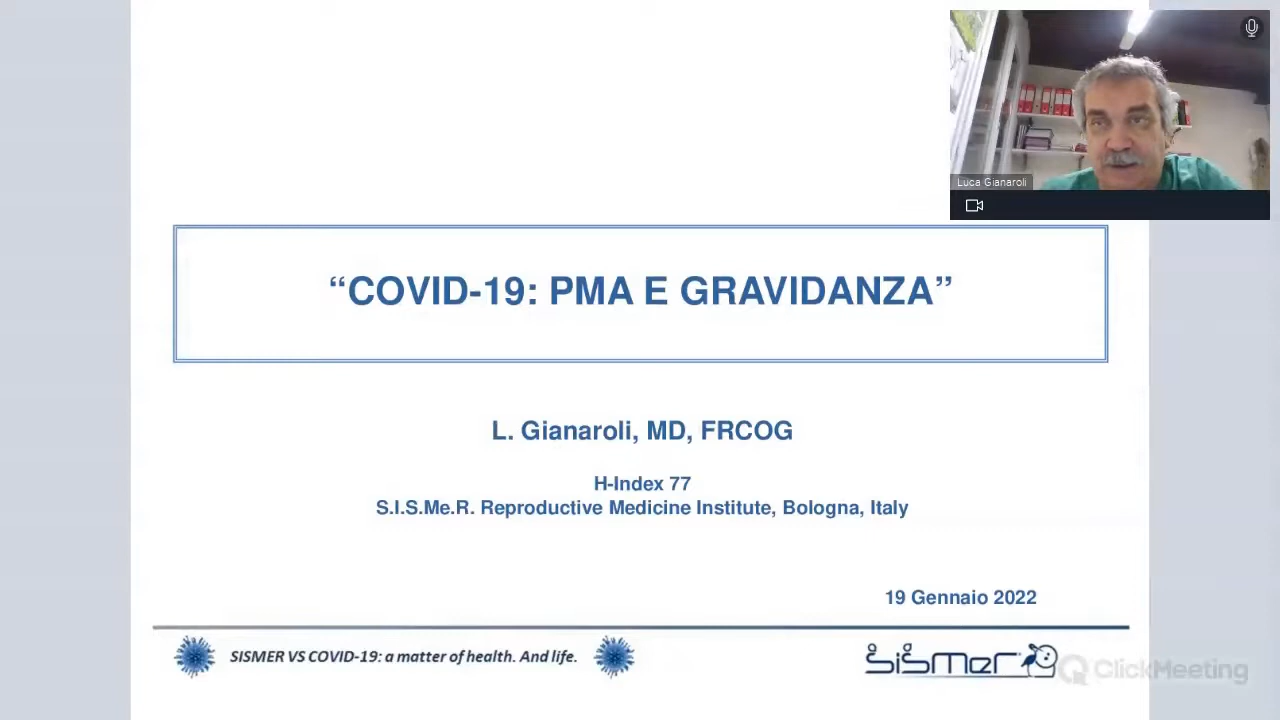 Luca Gianaroli
“COVID-19: PMA E GRAVIDANZA”
L. Gianaroli, MD, FRCOG
H-Index 77
S.I.S.Me.R. Reproductive Medicine Institute, Bologna, Italy
19 Gennaio 2022
SISMER VS COVID-19: a matter of health. And life.
sismer
ClickMeeting